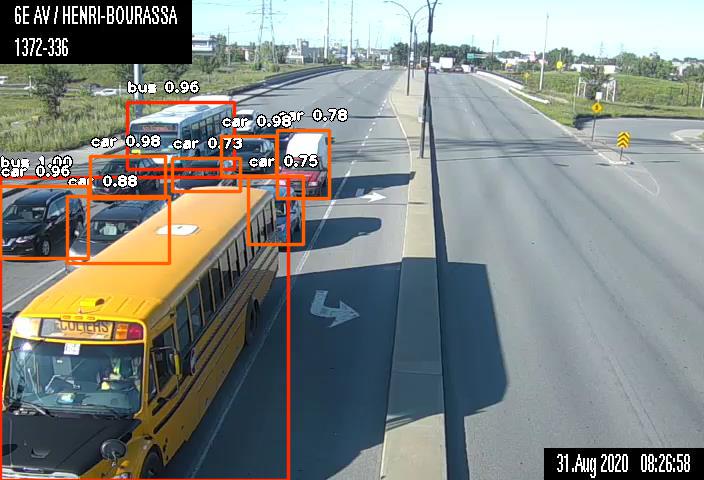 6E AV / HENRI-BOURASSA
1372-336
bus 0.96
car 0.98
car 0.78
car 0.98
car 0.73
car 0.75
bus 1.00
car 0.96
car 0.88
ECOLIERS
31.Aug 2020 08:26:58